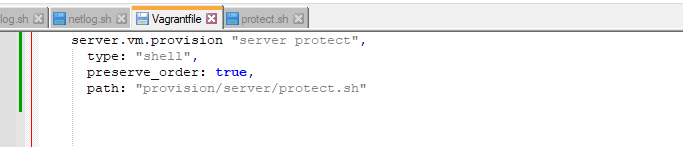 log.sh netlog.sh Vagrantfile protect.sh
server.vm.provision "server protect",
type: "shell",
preserve_order: true,
path: "provision/server/protect.sh"